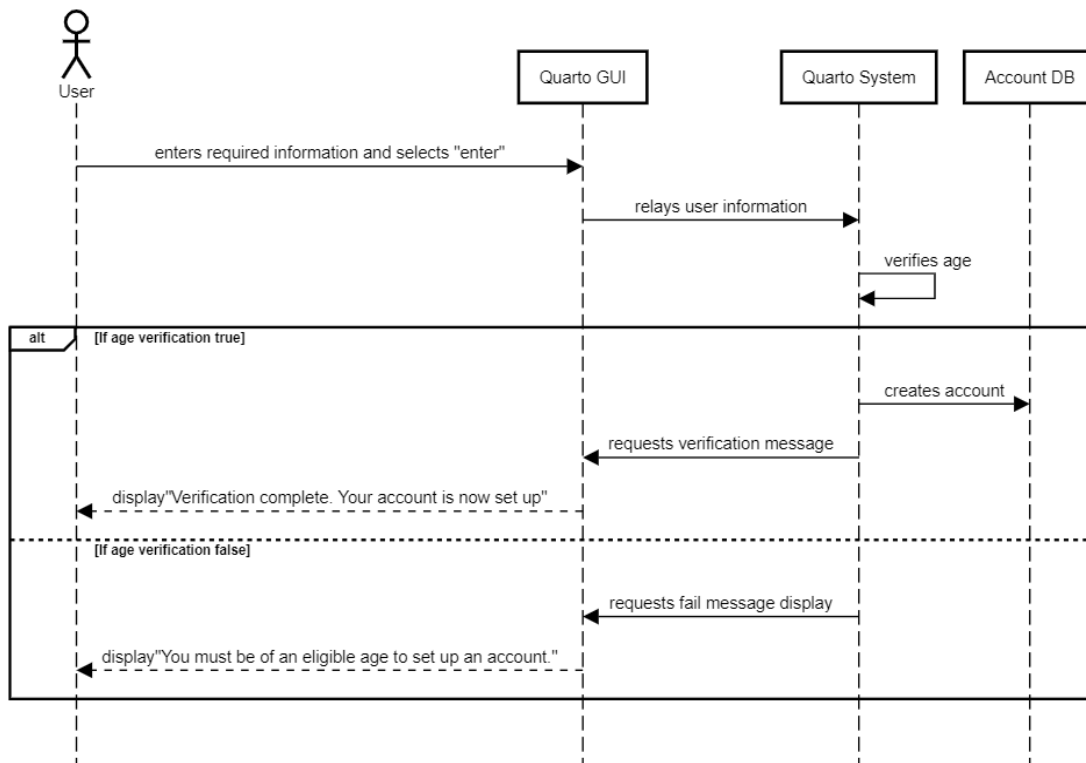 User
Quarto GUI
Quarto System
Account DB
enters required information and selects "enter"
relays user information
verifies age
alt
[If age verification true]
creates account
requests verification message
display"Verification complete. Your account is now set up"
[If age verification false]
requests fail message display
display"You must be of an eligible age to set up an account."